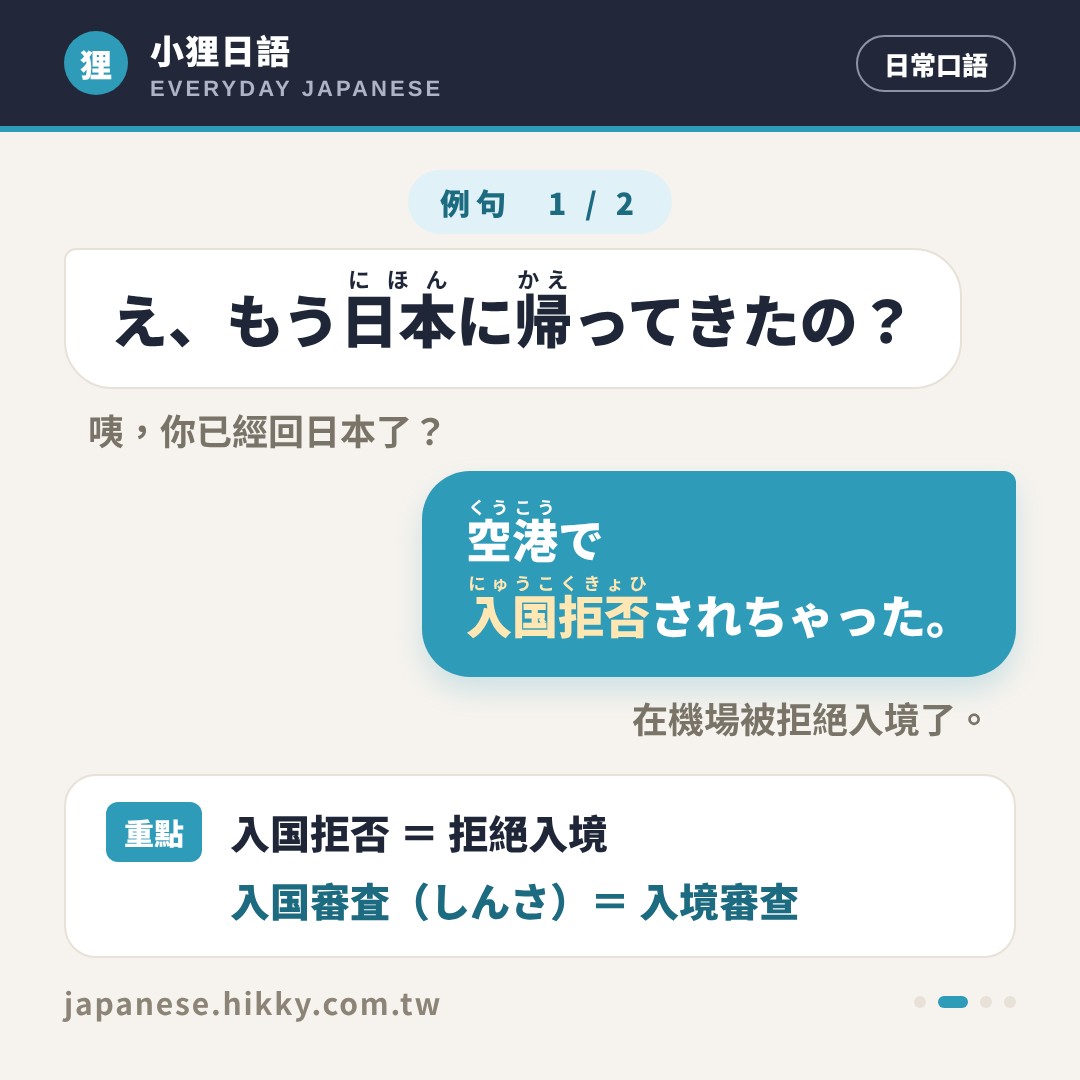 狸
小狸日語
EVERYDAY JAPANESE
日常口語
例句 1 / 2
にほん かえ
え、もう日本に帰ってきたの？
咦，你已經回日本了？
くうこう
空港で
にゅうこくきょひ
入国拒否されちゃった。
在機場被拒絕入境了。
重點
入国拒否 ＝ 拒絕入境
入国審査（しんさ）＝ 入境審查
japanese.hikky.com.tw